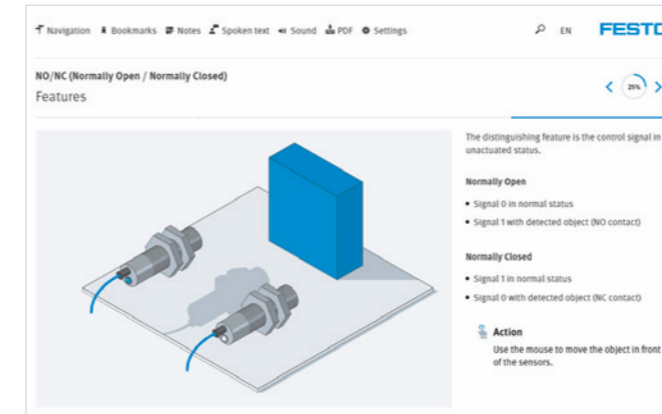 Navigation Bookmarks Notes Spoken text Sound PDF Settings EN FESTO
NO/NC (Normally Open / Normally Closed)
Features
25%
The distinguishing feature is the control signal in
unactuated status.
Normally Open
• Signal 0 in normal status
• Signal 1 with detected object (NO contact)
Normally Closed
• Signal 1 in normal status
• Signal 0 with detected object (NC contact)
Action
Use the mouse to move the object in front
of the sensors.